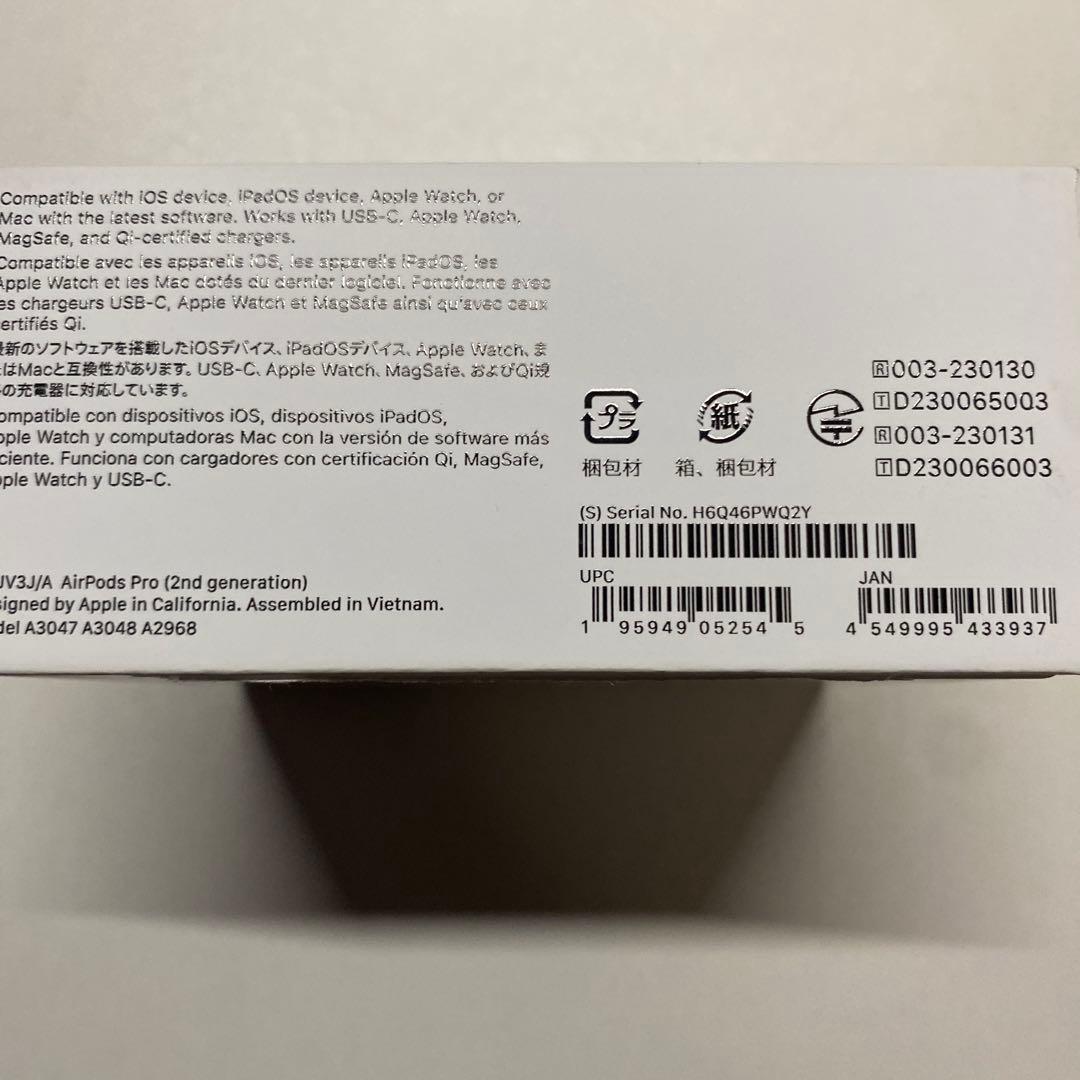 Compatible with iOS device, iPadOS device, Apple Watch, or
Mac with the latest software. Works with USB-C, Apple Watch,
MagSafe, and Qi-certified chargers.
Compatible avec les appareils iOS, les appareils iPadOS, les
Apple Watch et les Mac dotés du dernier logiciel. Fonctionne avec
es chargeurs USB-C, Apple Watch et MagSafe ainsi qu'avec ceux
ertifiés Qi.
最新のソフトウェアを搭載したiOSデバイス、iPadOSデバイス、Apple Watch、ま
はMacと互換性があります。USB-C、Apple Watch、MagSafe、およびQi規
の充電器に対応しています。
ompatible con dispositivos iOS, dispositivos iPadOS,
pple Watch y computadoras Mac con la versión de software más
ciente. Funciona con cargadores con certificación Qi, MagSafe,
pple Watch y USB-C.
JV3J/A AirPods Pro (2nd generation)
signed by Apple in California. Assembled in Vietnam.
del A3047 A3048 A2968
プラ
梱包材
紙
箱、梱包材
R 003-230130
T D230065003
R 003-230131
T D230066003
(S) Serial No. H6Q46PWQ2Y
UPC
1 95949 05254 5
JAN
4 549995 433937